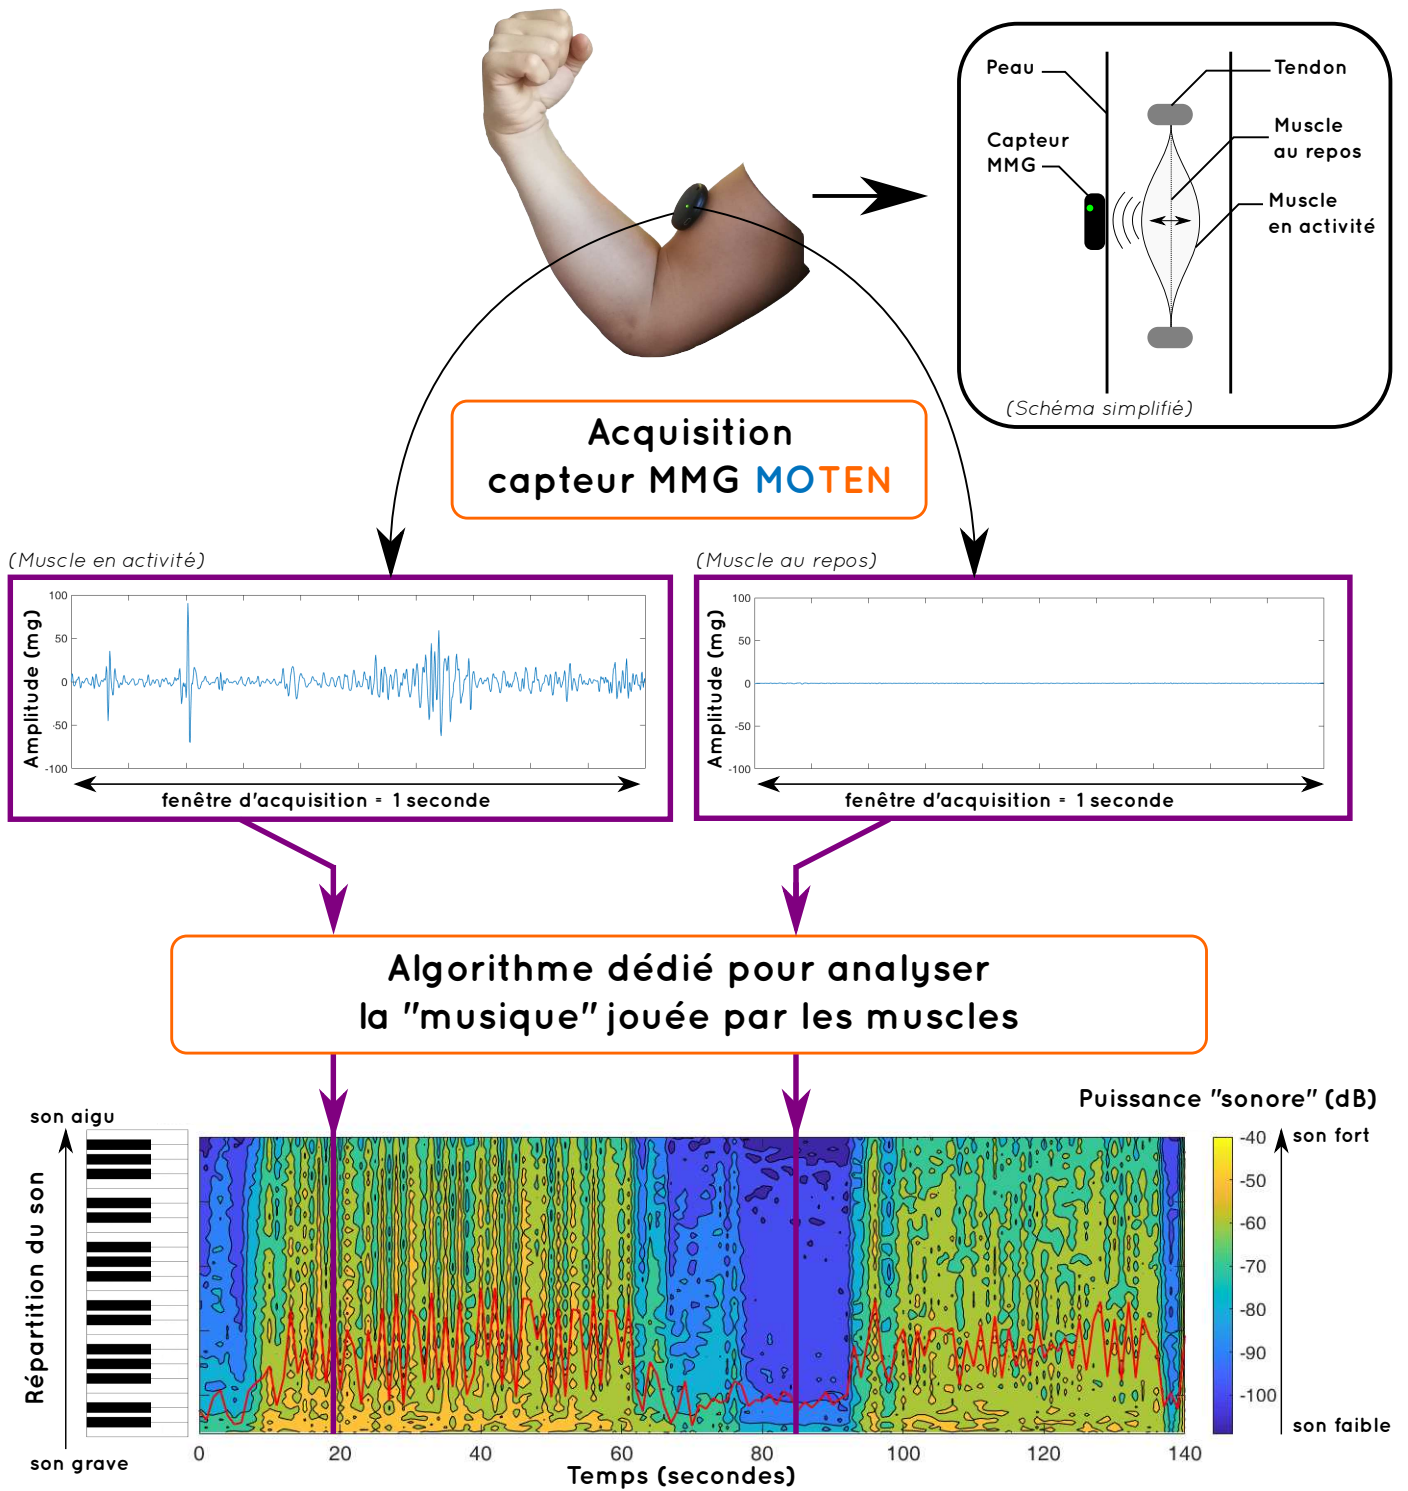 Peau
Tendon
Capteur
MMG
Muscle
au repos
Muscle
en activité
(Schéma simplifié)
Acquisition
capteur MMG MOTEN
(Muscle en activité)
Amplitude (mg)
100
50
0
-50
-100
fenêtre d'acquisition = 1 seconde
(Muscle au repos)
Amplitude (mg)
100
50
0
-50
-100
fenêtre d'acquisition = 1 seconde
Algorithme dédié pour analyser
la "musique" jouée par les muscles
Puissance "sonore" (dB)
son aigu
Répartition du son
son grave
0 20 40 60 80 100 120 140
Temps (secondes)
-40
-50
-60
-70
-80
-90
-100
son fort
son faible